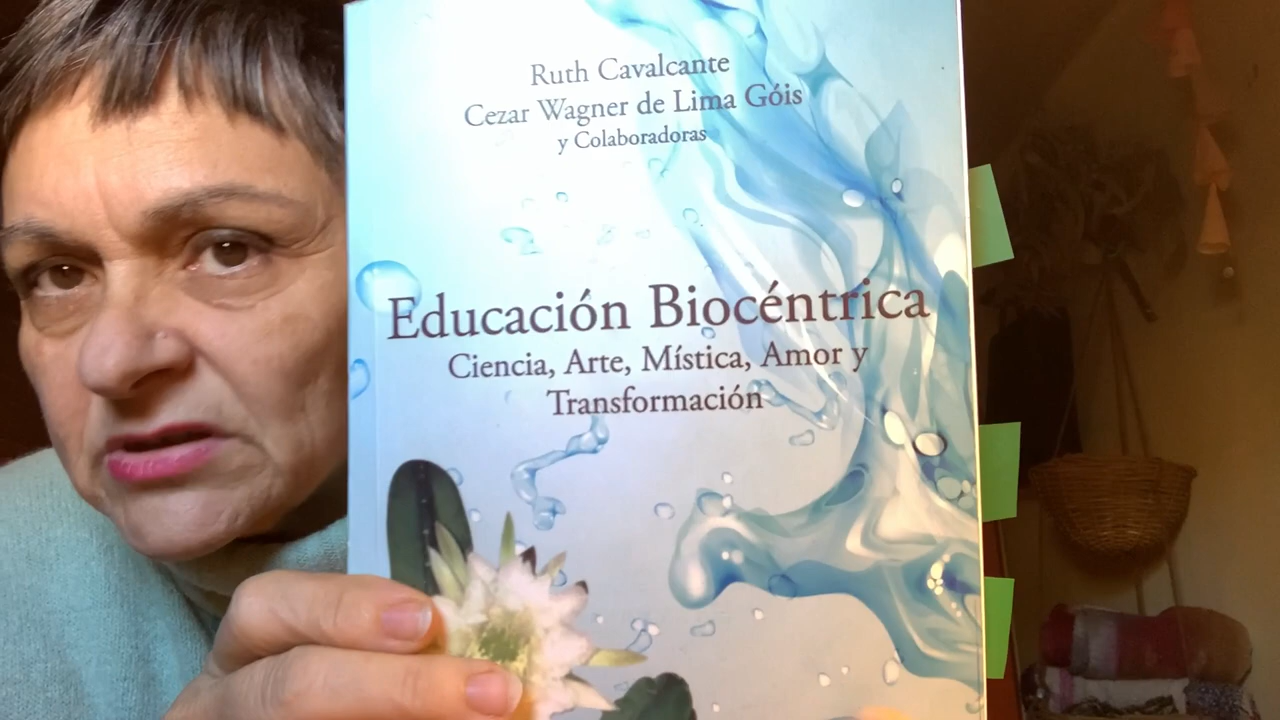 Ruth Cavalcante
Cezar Wagner de Lima Góis
y Colaboradoras
Educación Biocéntrica
Ciencia, Arte, Mística, Amor y
Transformación